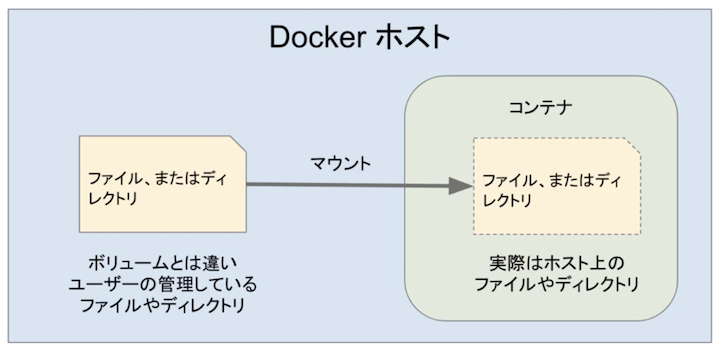 Docker ホスト
コンテナ
マウント
ファイル、またはディ
レクトリ
ファイル、またはディ
レクトリ
ボリュームとは違い
ユーザーの管理している
ファイルやディレクトリ
実際はホスト上の
ファイルやディレクトリ